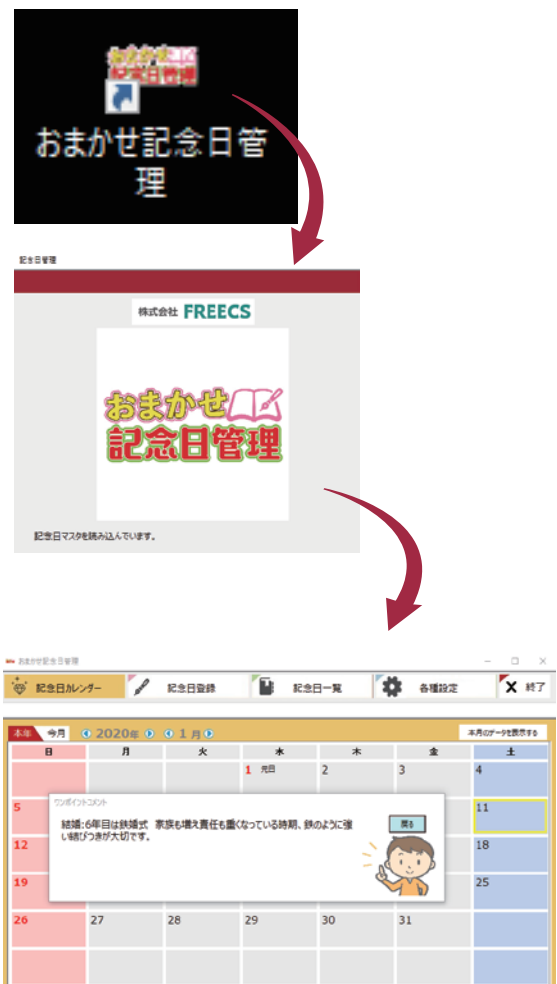 おまかせ
記念日管理
おまかせ記念日管
理
記念日管理
株式会社 FREECS
おまかせ
記念日管理
記念日マスタを読み込んでいます。
おまかせ記念日管理
記念日カレンダー 記念日登録 記念日一覧 各種設定 X 終了
本年 今月 2020年 1月 本月のデータを表示する
日 月 火 水 木 金 土
1 元旦 2 3 4
5 11
ワンポイントコメント
結婚:6年目は鉄婚式 家族も増え責任も重くなっている時期、鉄のように強
い結びつきが大切です。
戻る
12 18
19 25
26 27 28 29 30 31